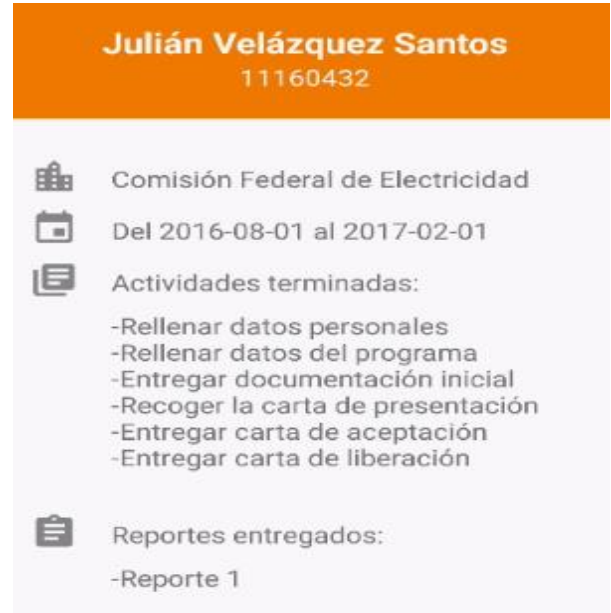 Julián Velázquez Santos
11160432
Comisión Federal de Electricidad
Del 2016-08-01 al 2017-02-01
Actividades terminadas:
-Rellenar datos personales
-Rellenar datos del programa
-Entregar documentación inicial
-Recoger la carta de presentación
-Entregar carta de aceptación
-Entregar carta de liberación
Reportes entregados:
-Reporte 1